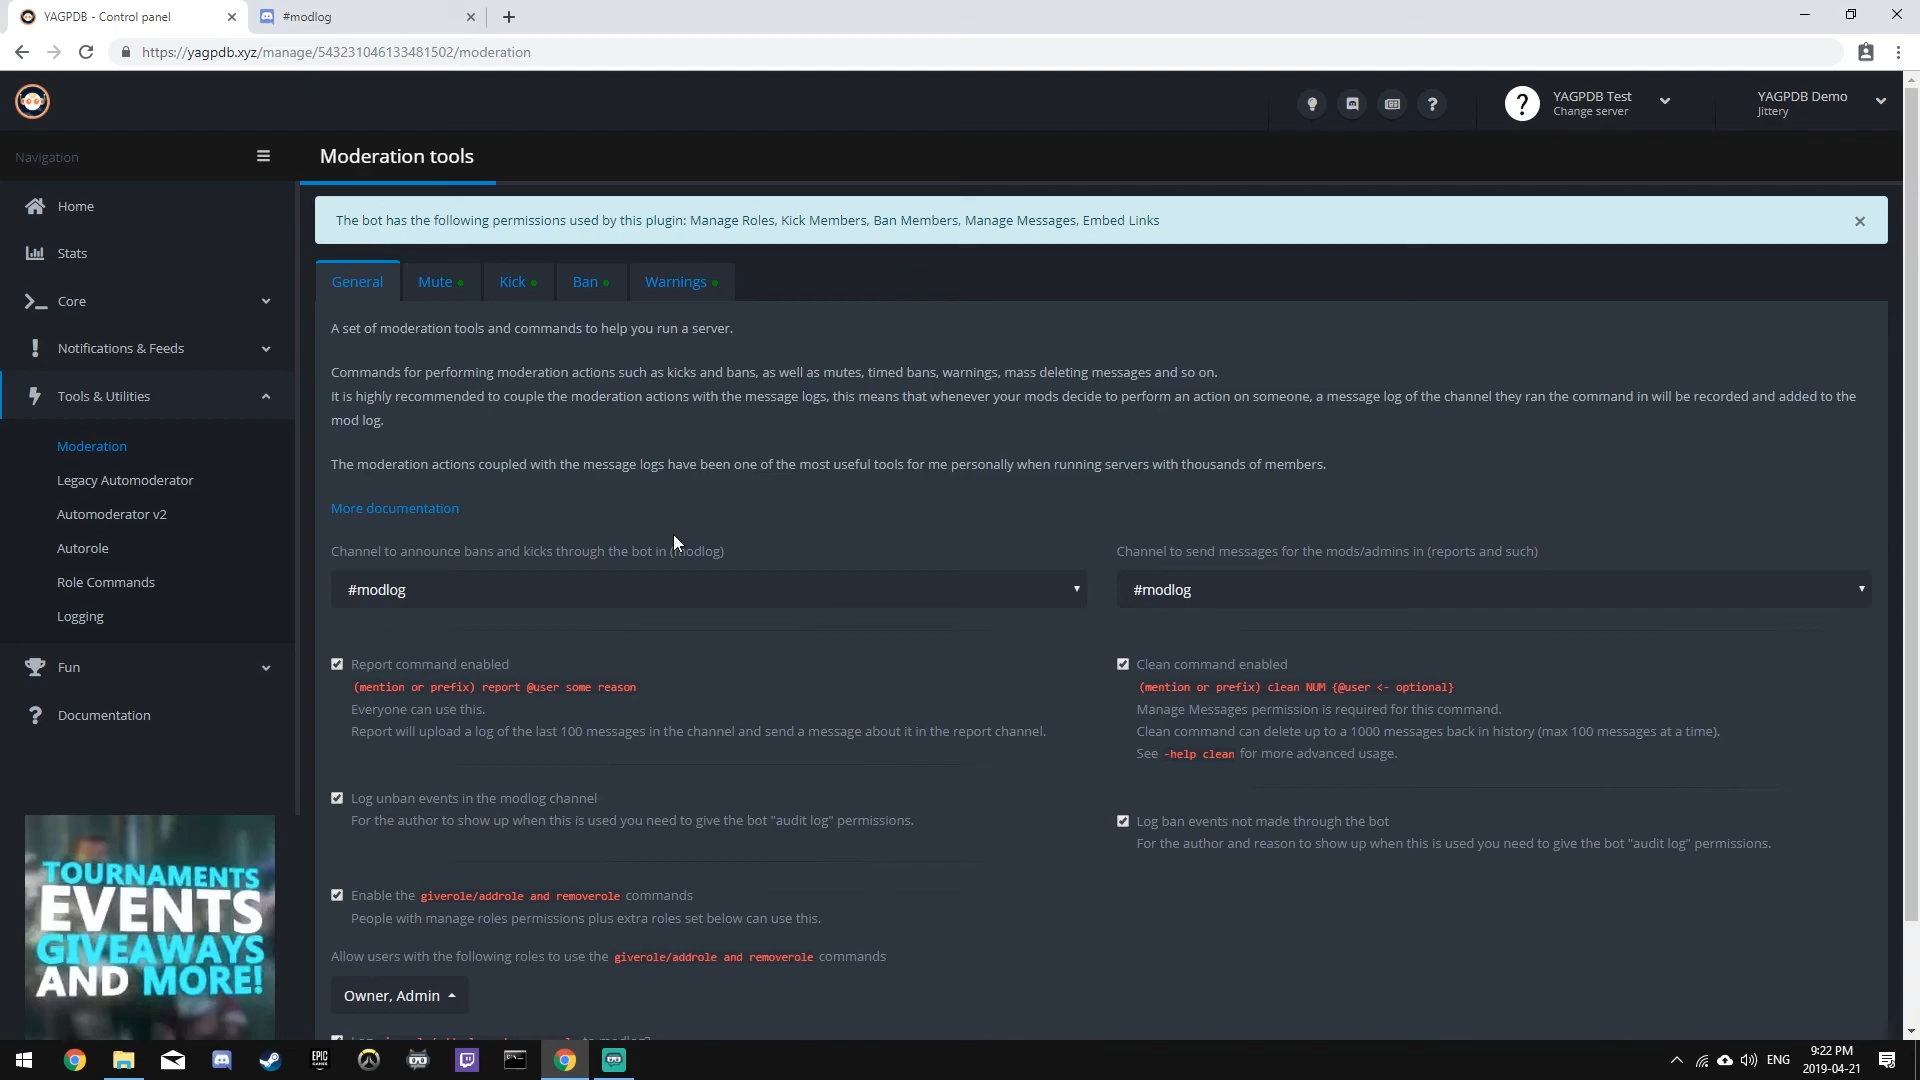 YAGPDB - Control panel
#modlog
https://yagpdb.xyz/manage/543231046133481502/moderation
YAGPDB Test
Change server
YAGPDB Demo
Jittery
Navigation
Moderation tools
Home
Stats
Core
Notifications & Feeds
Tools & Utilities
Moderation
Legacy Automoderator
Automoderator v2
Autorole
Role Commands
Logging
Fun
Documentation
TOURNAMENTS
EVENTS
GIVEAWAYS
AND MORE!
The bot has the following permissions used by this plugin: Manage Roles, Kick Members, Ban Members, Manage Messages, Embed Links
General
Mute
Kick
Ban
Warnings
A set of moderation tools and commands to help you run a server.
Commands for performing moderation actions such as kicks and bans, as well as mutes, timed bans, warnings, mass deleting messages and so on.
It is highly recommended to couple the moderation actions with the message logs, this means that whenever your mods decide to perform an action on someone, a message log of the channel they ran the command in will be recorded and added to the
mod log.
The moderation actions coupled with the message logs have been one of the most useful tools for me personally when running servers with thousands of members.
More documentation
Channel to announce bans and kicks through the bot in (modlog)
#modlog
Channel to send messages for the mods/admins in (reports and such)
#modlog
Report command enabled
(mention or prefix) report @user some reason
Everyone can use this.
Report will upload a log of the last 100 messages in the channel and send a message about it in the report channel.
Clean command enabled
(mention or prefix) clean NUM {@user <- optional}
Manage Messages permission is required for this command.
Clean command can delete up to a 1000 messages back in history (max 100 messages at a time).
See -help clean for more advanced usage.
Log unban events in the modlog channel
For the author to show up when this is used you need to give the bot "audit log" permissions.
Log ban events not made through the bot
For the author and reason to show up when this is used you need to give the bot "audit log" permissions.
Enable the giverole/addrole and removerole commands
People with manage roles permissions plus extra roles set below can use this.
Allow users with the following roles to use the giverole/addrole and removerole commands
Owner, Admin
EPIC
GAMES
ENG
9:22 PM
2019-04-21